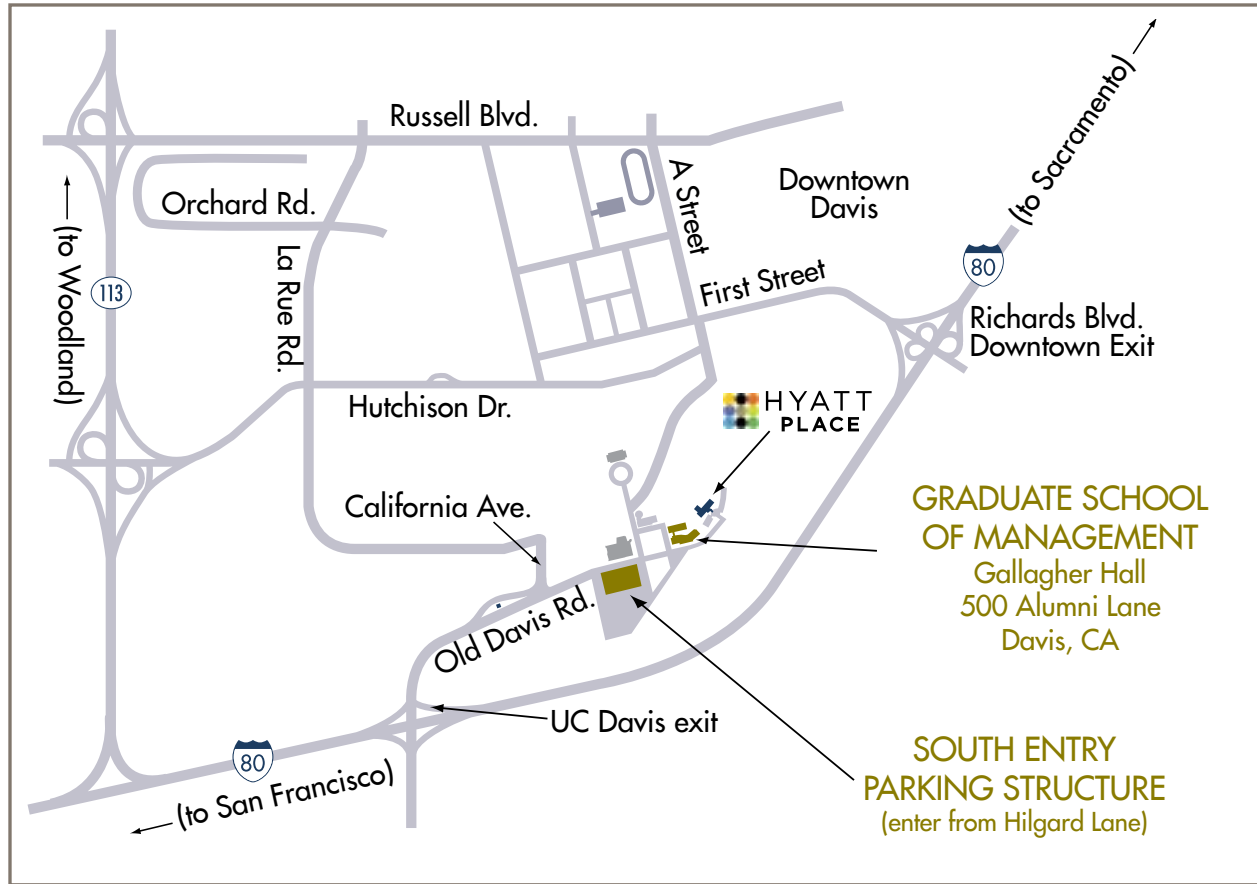 Russell Blvd.
(to Sacramento)
A Street
Downtown
Davis
Orchard Rd.
(to Woodland)
La Rue Rd.
80
113
First Street
Richards Blvd.
Downtown Exit
Hutchison Dr.
HYATT
PLACE
California Ave.
GRADUATE SCHOOL
OF MANAGEMENT
Gallagher Hall
500 Alumni Lane
Davis, CA
Old Davis Rd.
UC Davis exit
80
(to San Francisco)
SOUTH ENTRY
PARKING STRUCTURE
(enter from Hilgard Lane)